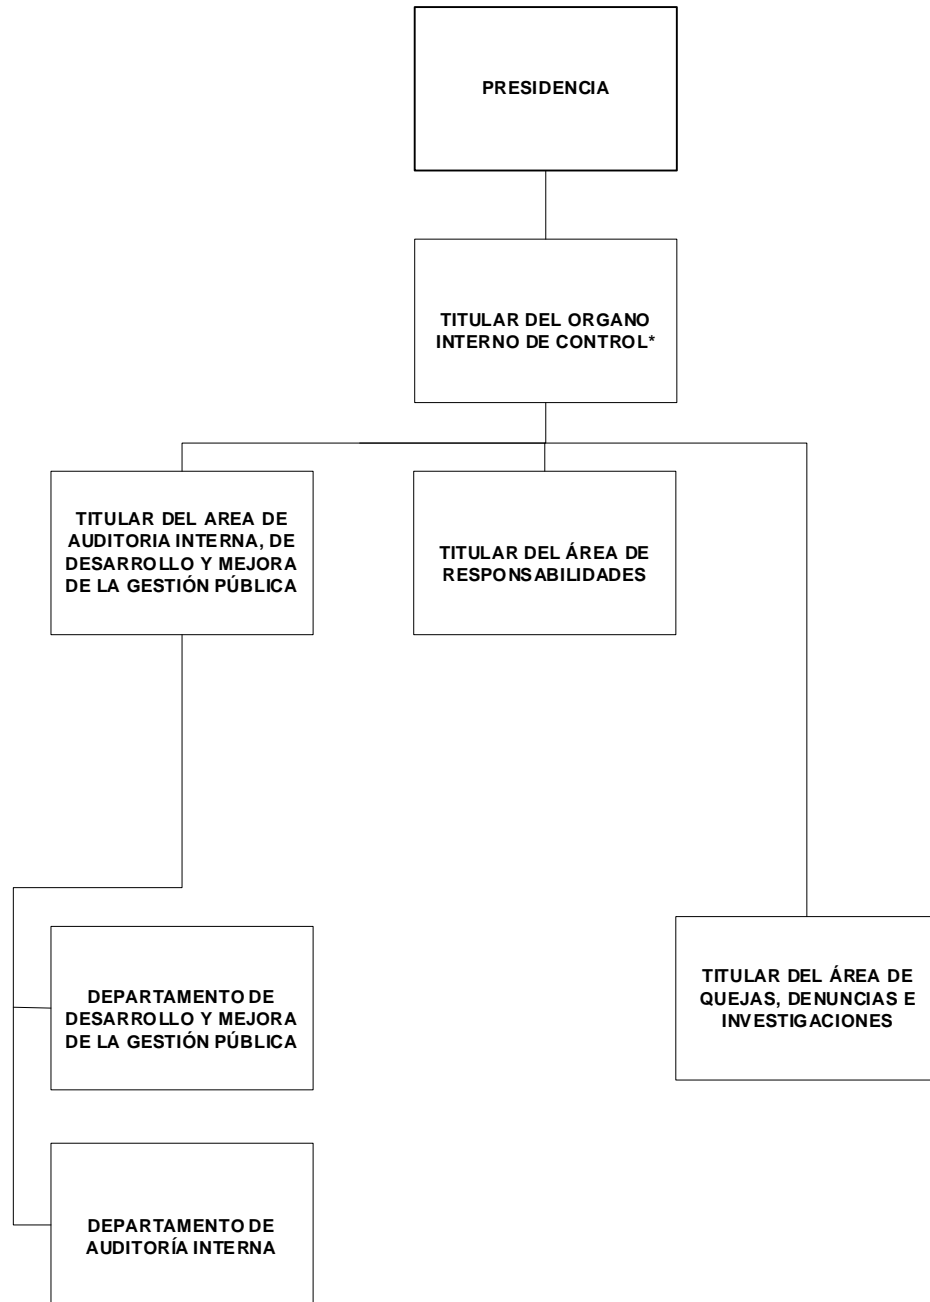 PRESIDENCIA
TITULAR DEL ORGANO
INTERNO DE CONTROL*
TITULAR DEL AREA DE
AUDITORIA INTERNA, DE
DESARROLLO Y MEJORA
DE LA GESTIÓN PÚBLICA
TITULAR DEL ÁREA DE
RESPONSABILIDADES
DEPARTAMENTO DE
DESARROLLO Y MEJORA
DE LA GESTIÓN PÚBLICA
TITULAR DEL ÁREA DE
QUEJAS, DENUNCIAS E
INVESTIGACIONES
DEPARTAMENTO DE
AUDITORÍA INTERNA